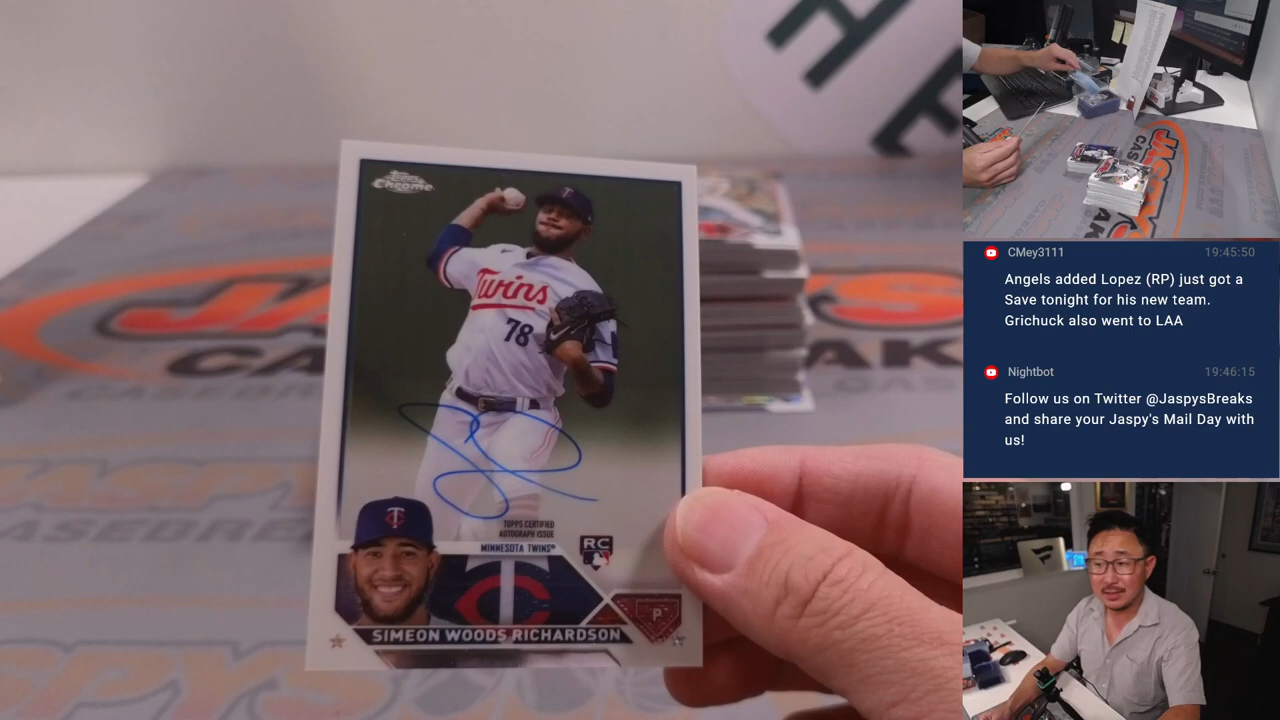 Topps
Chrome
Twins
78
TOPPS CERTIFIED
AUTOGRAPH ISSUE
MINNESOTA TWINS
RC
P
SIMEON WOODS RICHARDSON
CMey3111 19:45:50
Angels added Lopez (RP) just got a
Save tonight for his new team.
Grichuck also went to LAA
Nightbot 19:46:15
Follow us on Twitter @JaspysBreaks
and share your Jaspy's Mail Day with
us!